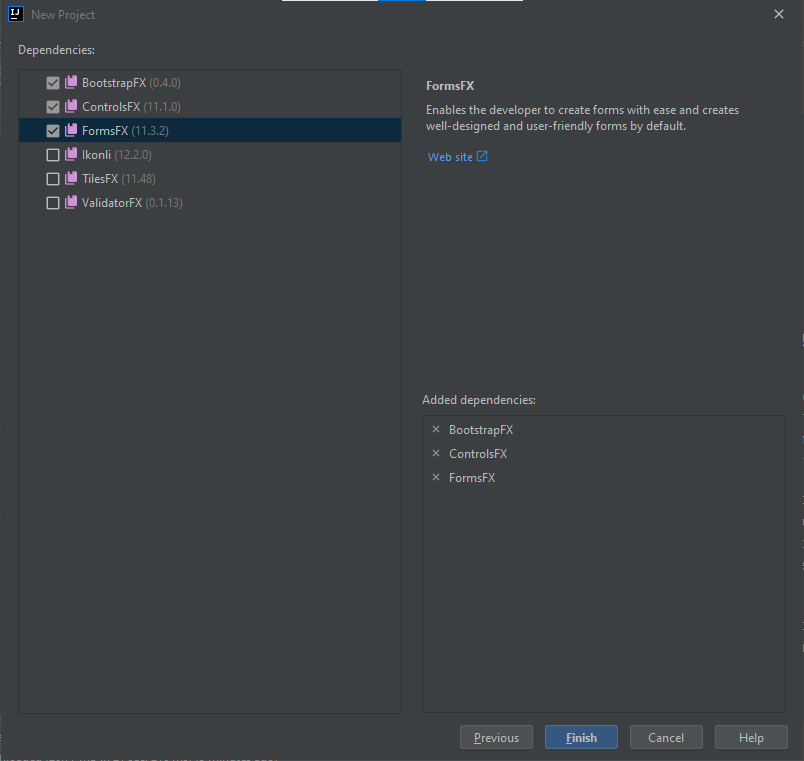 IJ
New Project
Dependencies:
BootstrapFX (0.4.0)
ControlsFX (11.1.0)
FormsFX (11.3.2)
Ikonli (12.2.0)
TilesFX (11.48)
ValidatorFX (0.1.13)
FormsFX
Enables the developer to create forms with ease and creates
well-designed and user-friendly forms by default.
Web site
Added dependencies:
BootstrapFX
ControlsFX
FormsFX
Previous
Finish
Cancel
Help